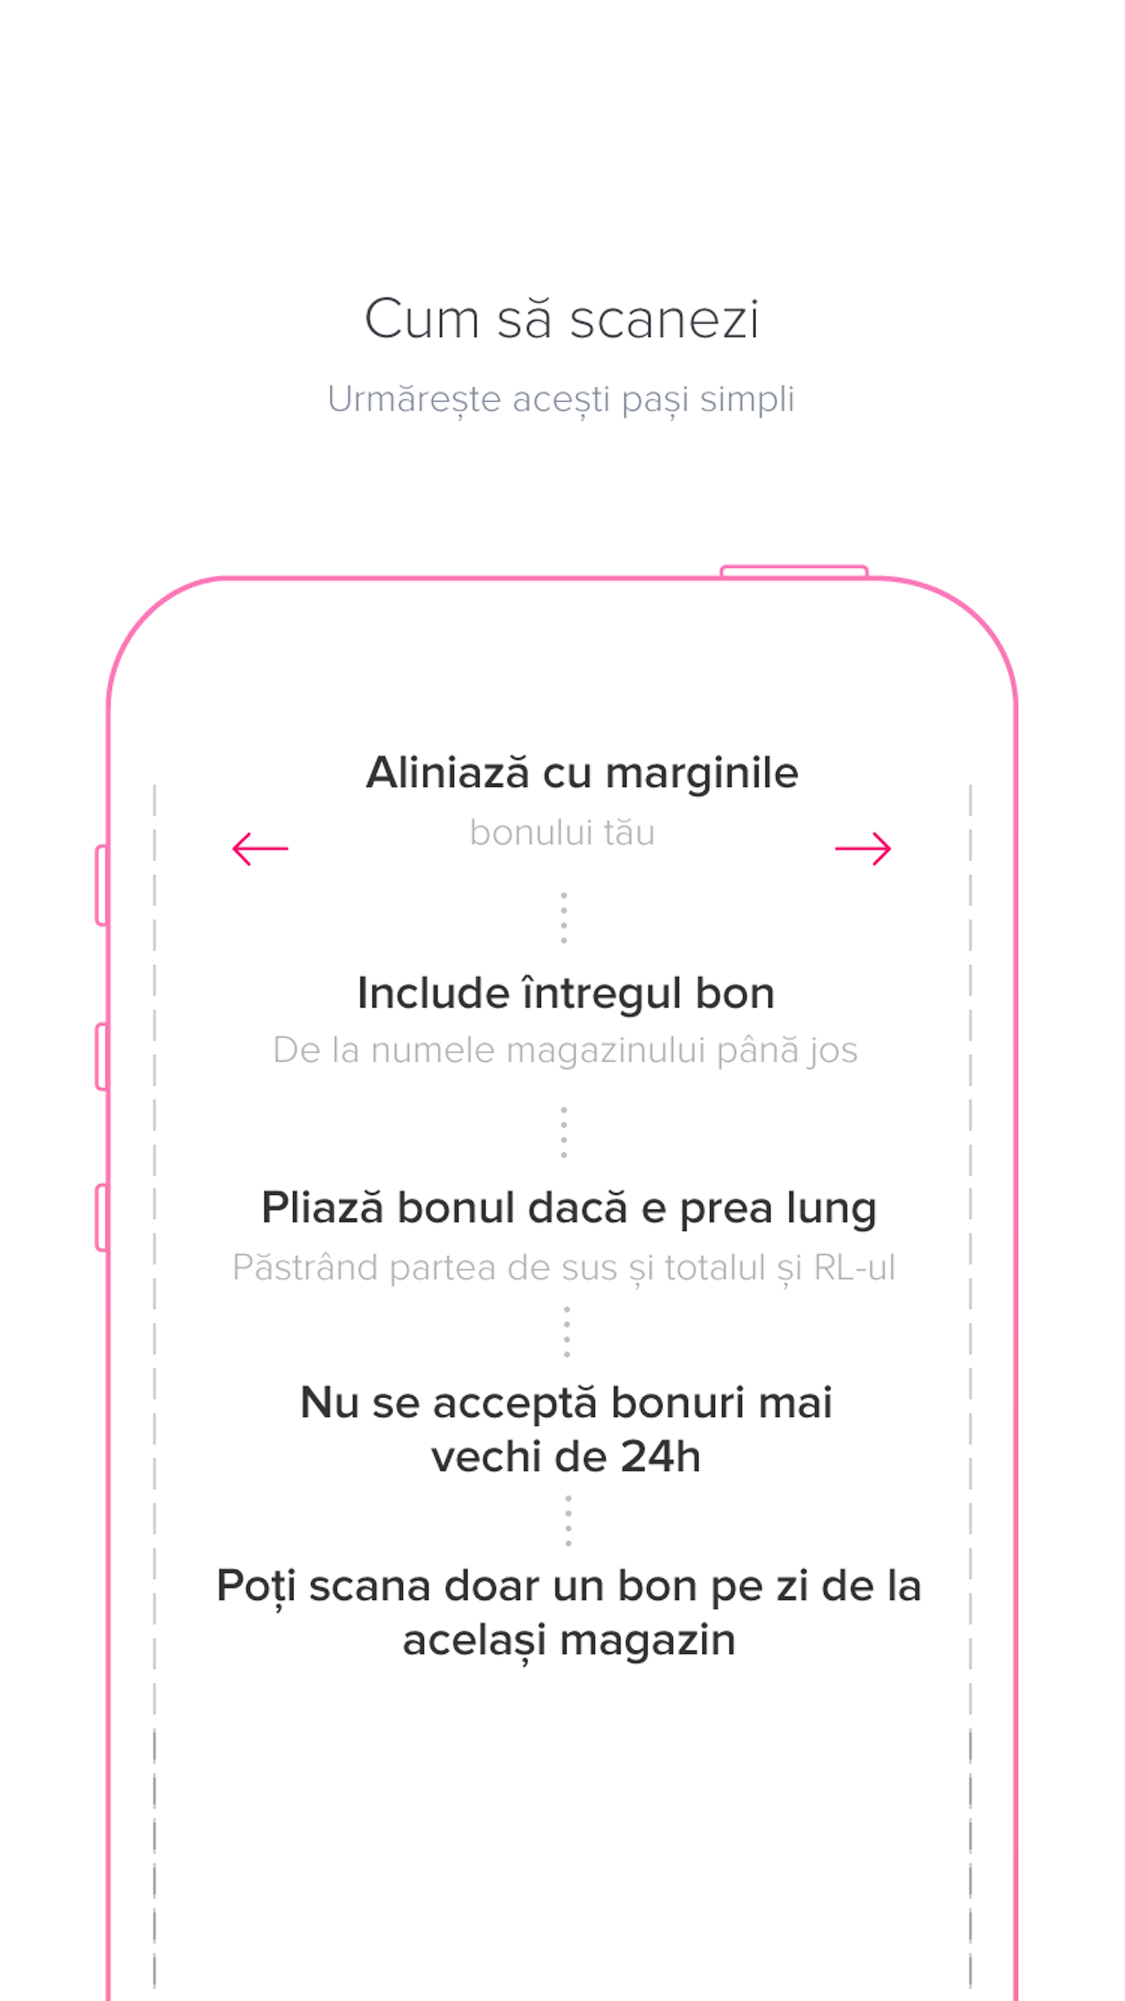 Cum să scanezi
Urmărește acești pași simpli
Aliniază cu marginile
bonului tău
Include întregul bon
De la numele magazinului până jos
Pliază bonul dacă e prea lung
Păstrând partea de sus și totalul și RL-ul
Nu se acceptă bonuri mai
vechi de 24h
Poți scana doar un bon pe zi de la
același magazin